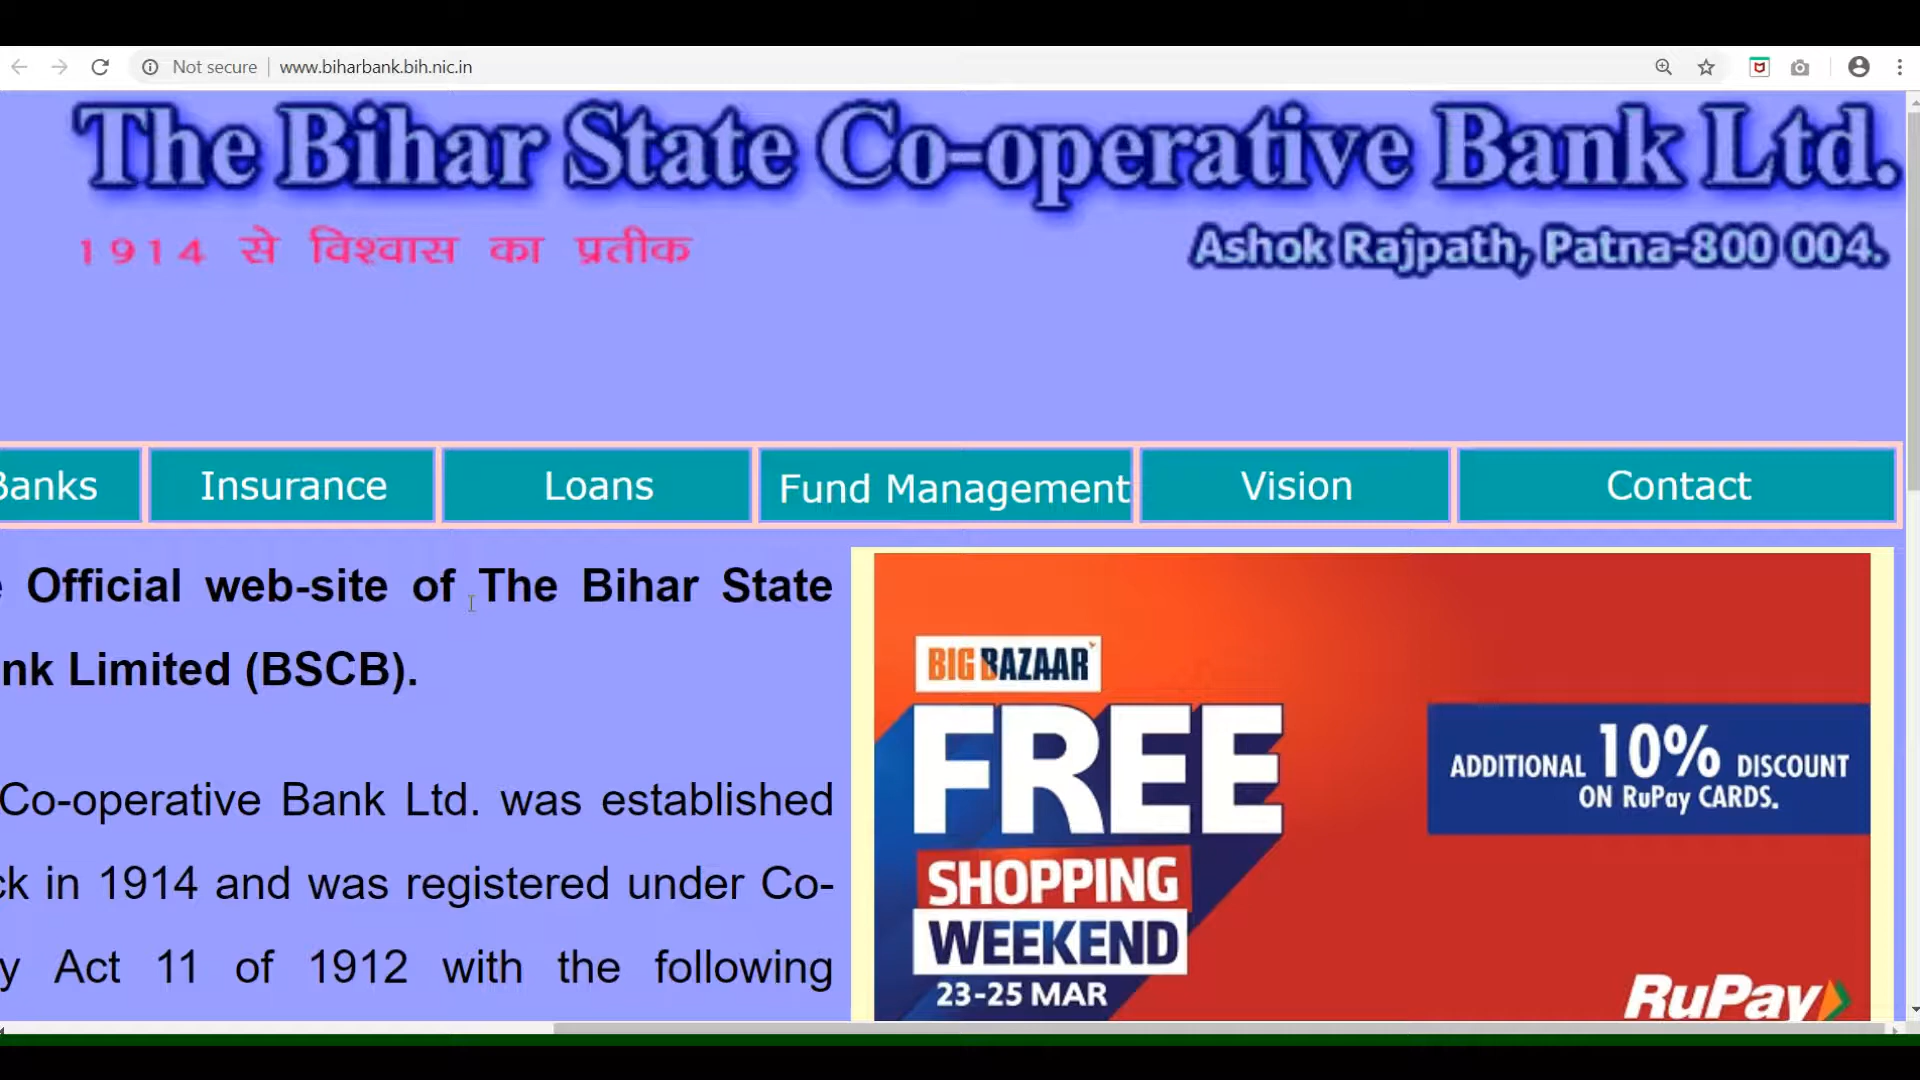 Not secure
www.biharbank.bih.nic.in
The Bihar State Co-operative Bank Ltd.
1914 से विश्वास का प्रतीक
Ashok Rajpath, Patna-800 004.
Banks
Insurance
Loans
Fund Management
Vision
Contact
Official web-site of The Bihar State
nk Limited (BSCB).
Co-operative Bank Ltd. was established
ck in 1914 and was registered under Co-
y Act 11 of 1912 with the following
BIG BAZAAR
FREE
SHOPPING
WEEKEND
23-25 MAR
ADDITIONAL 10% DISCOUNT
ON RuPay CARDS.
RuPay